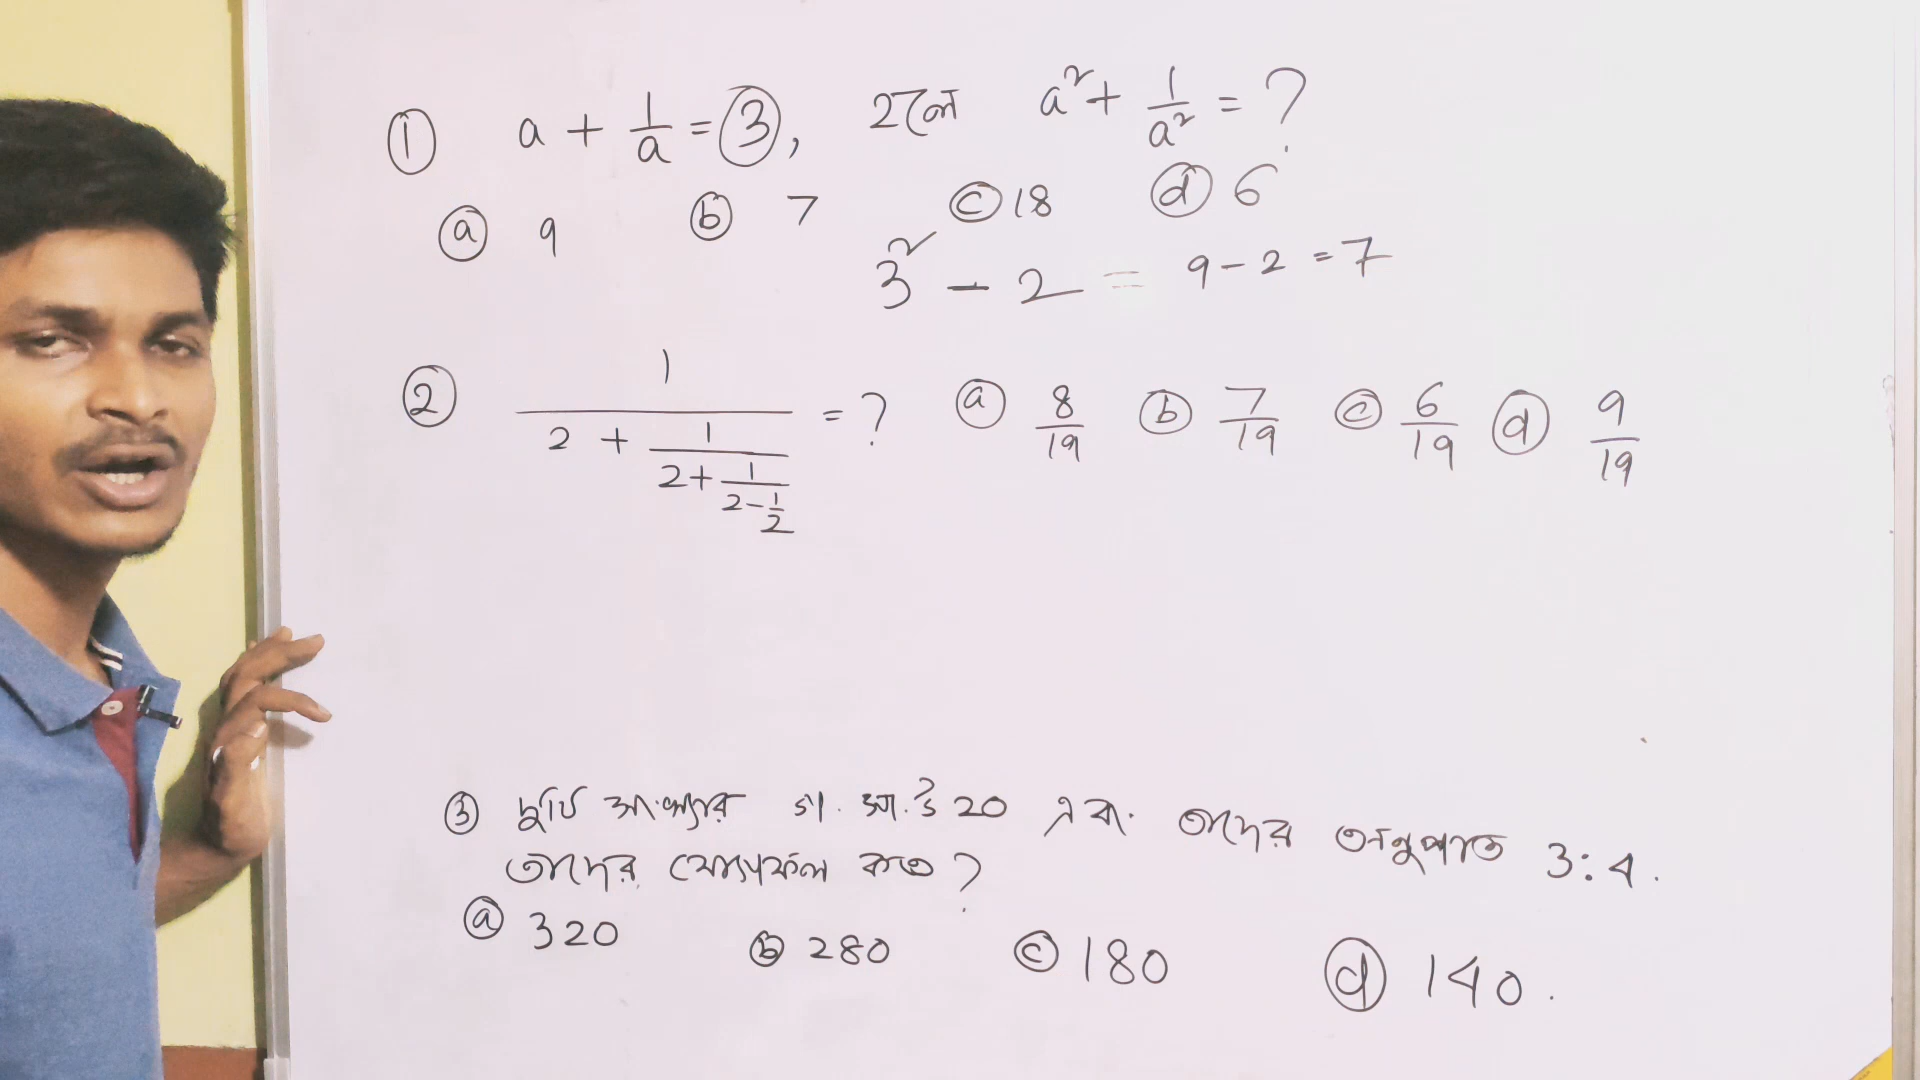 ① a + 1/a = 3, হলে a² + 1/a² = ?
ⓐ 9 ⓑ 7 ⓒ 18 ⓓ 6
3² - 2 = 9 - 2 = 7
② 1/(2 + 1/(2 + 1/(2 - 1/2))) = ? ⓐ 8/19 ⓑ 7/19 ⓒ 6/19 ⓓ 9/19
③ দুটি সংখ্যার গ. সা. উ 20 এবং তাদের অনুপাত 3:4.
তাদের যোগফল কত?
ⓐ 320 ⓑ 280 ⓒ 180 ⓓ 140.